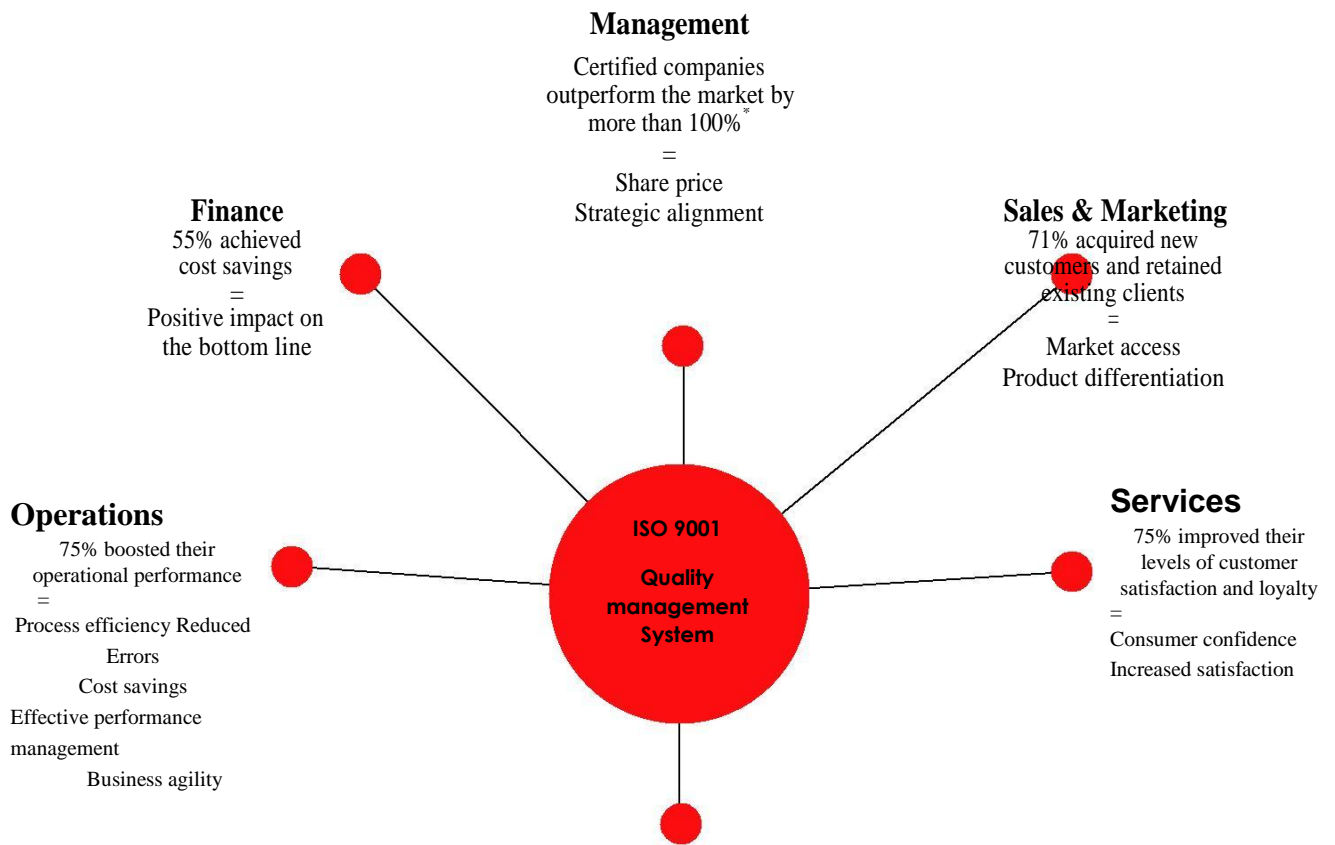 Management
Certified companies
outperform the market by
more than 100%*
=
Share price
Strategic alignment
Finance
55% achieved
cost savings
=
Positive impact on
the bottom line
Sales & Marketing
71% acquired new
customers and retained
existing clients
=
Market access
Product differentiation
Operations
75% boosted their
operational performance
=
Process efficiency Reduced
Errors
Cost savings
Effective performance
management
Business agility
ISO 9001
Quality
management
System
Services
75% improved their
levels of customer
satisfaction and loyalty
=
Consumer confidence
Increased satisfaction